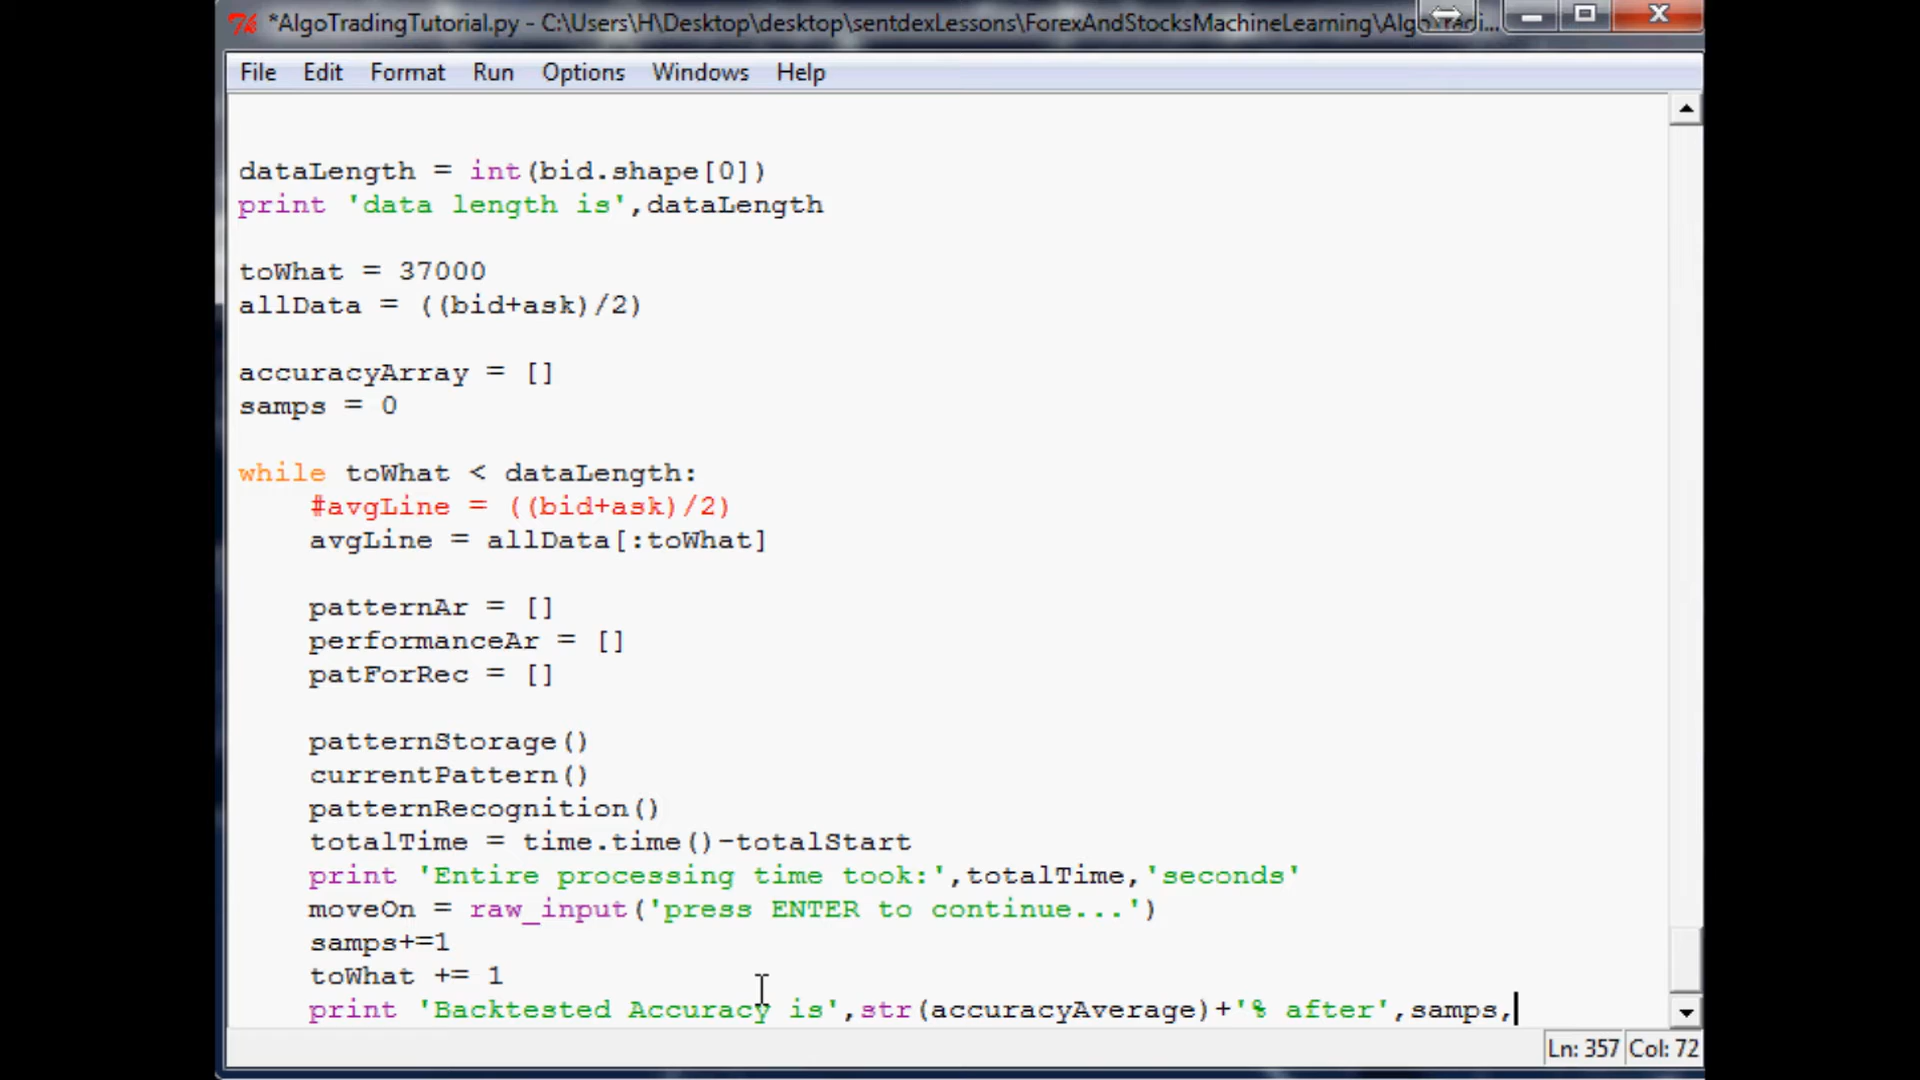 *AlgoTradingTutorial.py - C:\Users\H\Desktop\desktop\sentdexLessons\ForexAndStocksMachineLearning\AlgoTradi...
File Edit Format Run Options Windows Help
dataLength = int(bid.shape[0])
print 'data length is',dataLength
toWhat = 37000
allData = ((bid+ask)/2)
accuracyArray = []
samps = 0
while toWhat < dataLength:
#avgLine = ((bid+ask)/2)
avgLine = allData[:toWhat]
patternAr = []
performanceAr = []
patForRec = []
patternStorage()
currentPattern()
patternRecognition()
totalTime = time.time()-totalStart
print 'Entire processing time took:',totalTime,'seconds'
moveOn = raw_input('press ENTER to continue...')
samps+=1
toWhat += 1
print 'Backtested Accuracy is',str(accuracyAverage)+'% after',samps,
Ln: 357 Col: 72